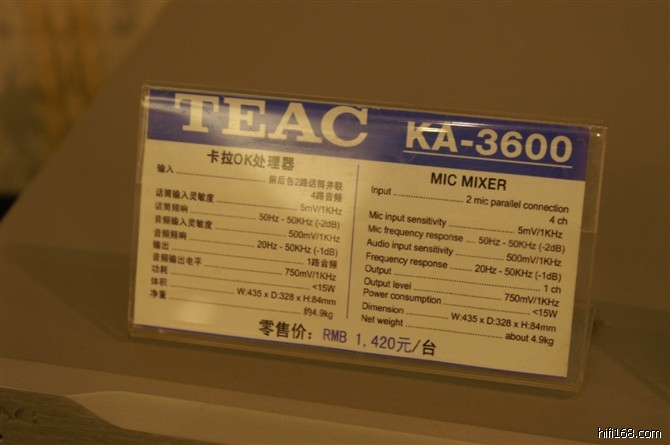 TEAC KA-3600
卡拉OK处理器
输入 前后各2路话筒并联
4路音频
话筒输入灵敏度 5mV/1KHz
话筒频响 50Hz - 50KHz (-2dB)
音频输入灵敏度 500mV/1KHz
音频频响 20Hz - 50KHz (-1dB)
输出 1路音频
音频输出电平 750mV/1KHz
功耗 <15W
体积 W:435 x D:328 x H:84mm
净重 约4.9kg
MIC MIXER
Input 2 mic parallel connection
4 ch
Mic input sensitivity 5mV/1KHz
Mic frequency response 50Hz - 50KHz (-2dB)
Audio input sensitivity 500mV/1KHz
Frequency response 20Hz - 50KHz (-1dB)
Output 1 ch
Output level 750mV/1KHz
Power consumption <15W
Dimension W:435 x D:328 x H:84mm
Net weight about 4.9kg
零售价: RMB 1,420元/台
hifi168.com